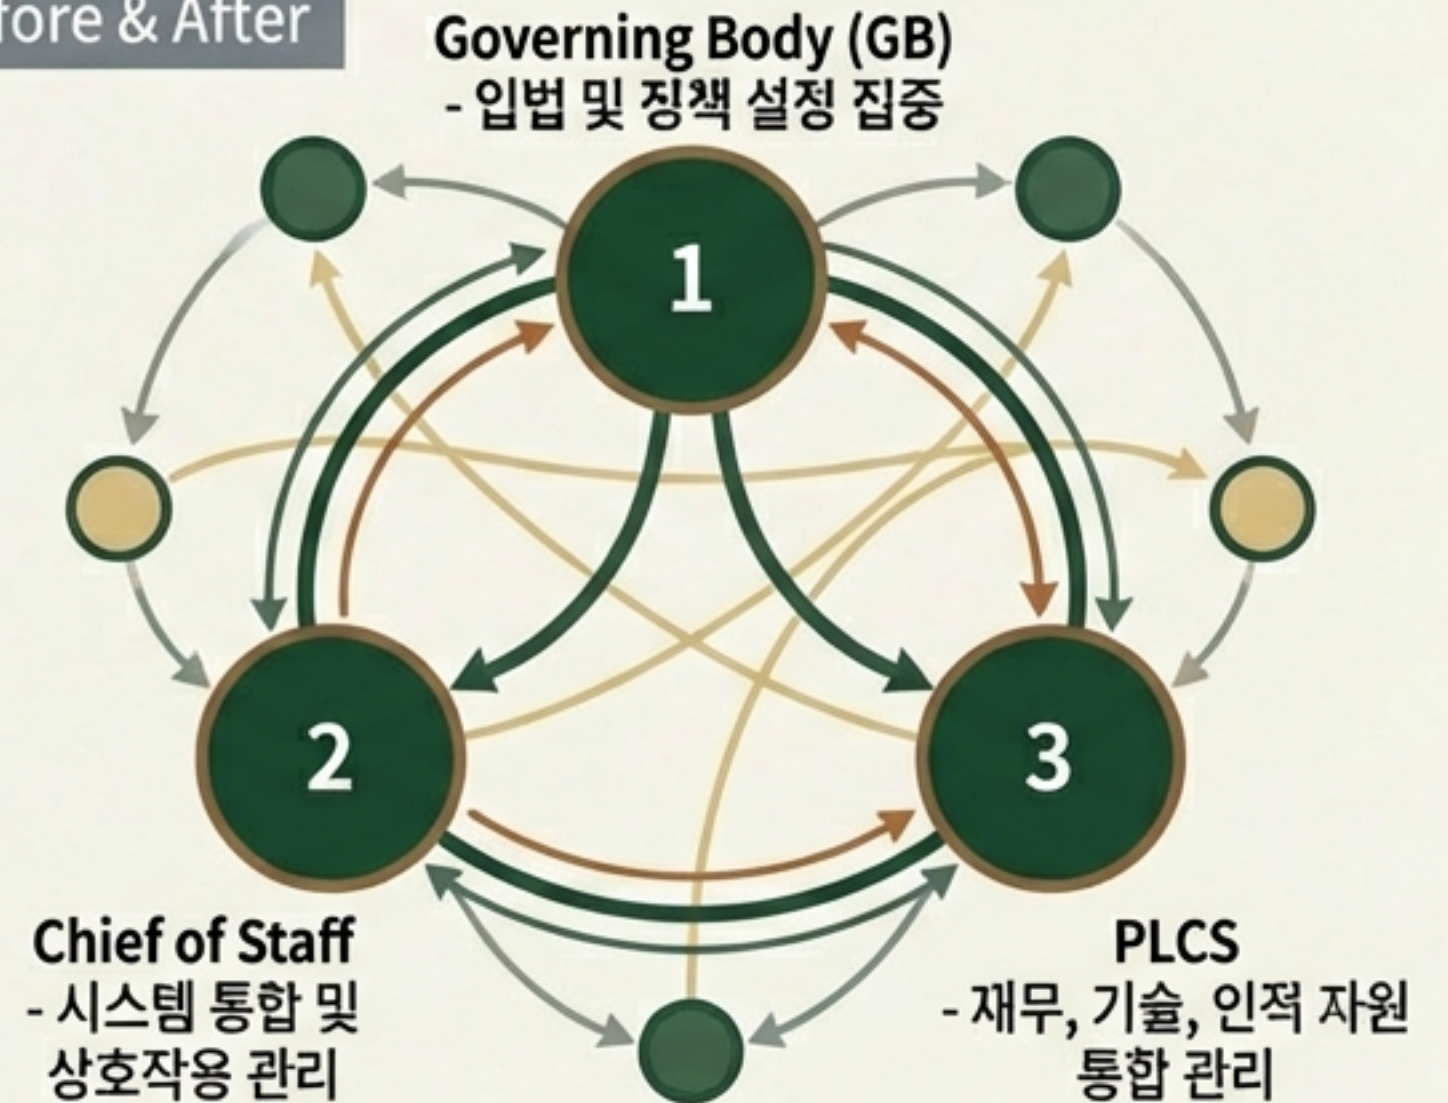 fore & After
Governing Body (GB)
- 입법 및 정책 설정 집중
1
2
3
Chief of Staff
- 시스템 통합 및
상호작용 관리
PLCS
- 재무, 기술, 인적 자원
통합 관리